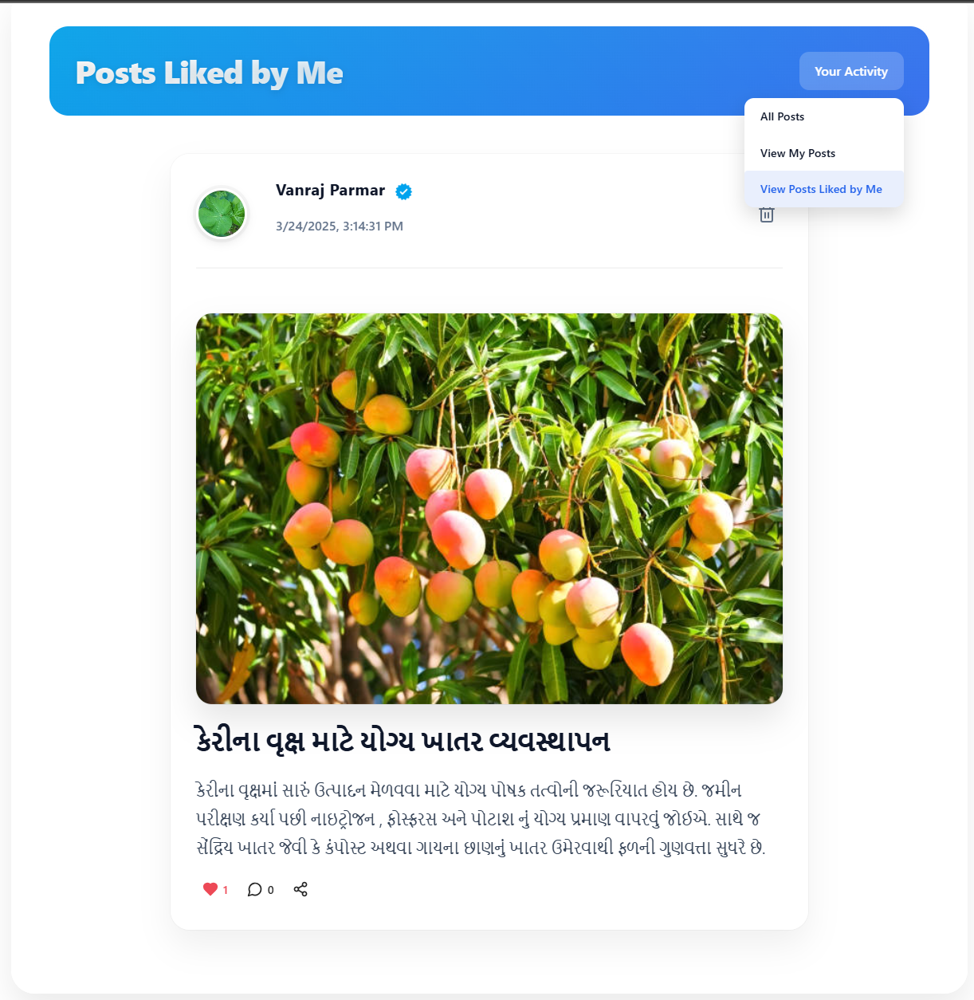 Posts Liked by Me
Your Activity
All Posts
View My Posts
View Posts Liked by Me
Vanraj Parmar
3/24/2025, 3:14:31 PM
કેરીના વૃક્ષ માટે યોગ્ય ખાતર વ્યવસ્થાપન
કેરીના વૃક્ષમાં સારું ઉત્પાદન મેળવવા માટે યોગ્ય પોષક તત્વોની જરૂરિયાત હોય છે. જમીન
પરીક્ષણ કર્યા પછી નાઇટ્રોજન , ફોસ્ફરસ અને પોટાશ નું યોગ્ય પ્રમાણ વાપરવું જોઈએ. સાથે જ
સેંદ્રિય ખાતર જેવી કે કંપોસ્ટ અથવા ગાયના છાણનું ખાતર ઉમેરવાથી ફળની ગુણવત્તા સુધરે છે.
1 0